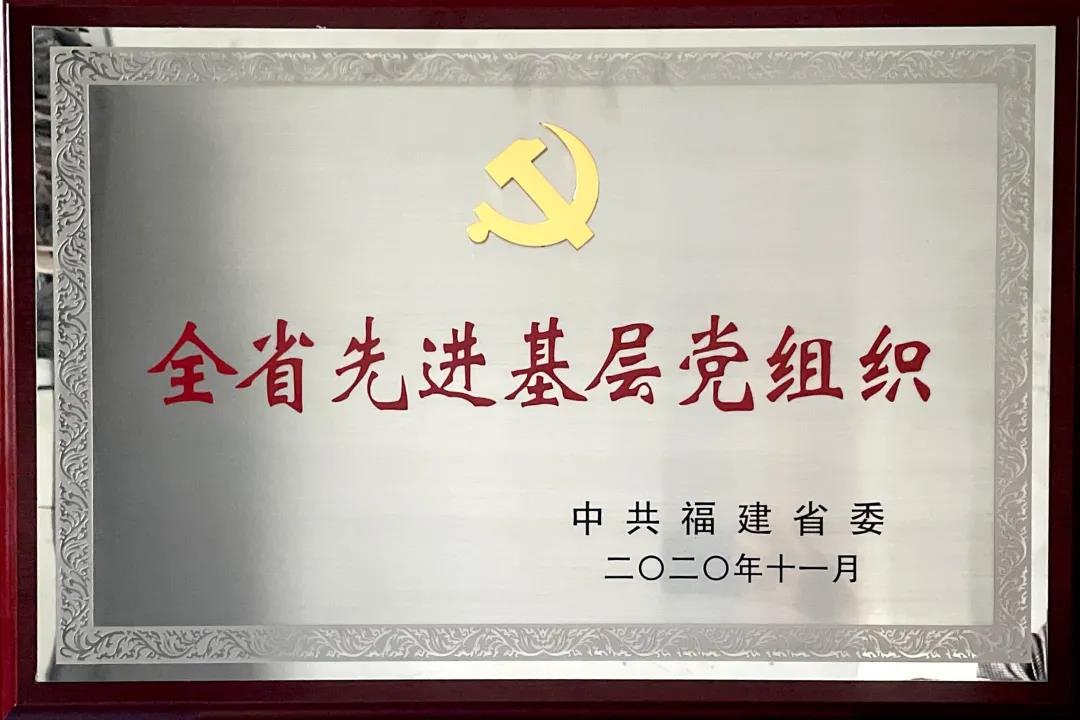 全省先进基层党组织
中共福建省委
二〇二〇年十一月